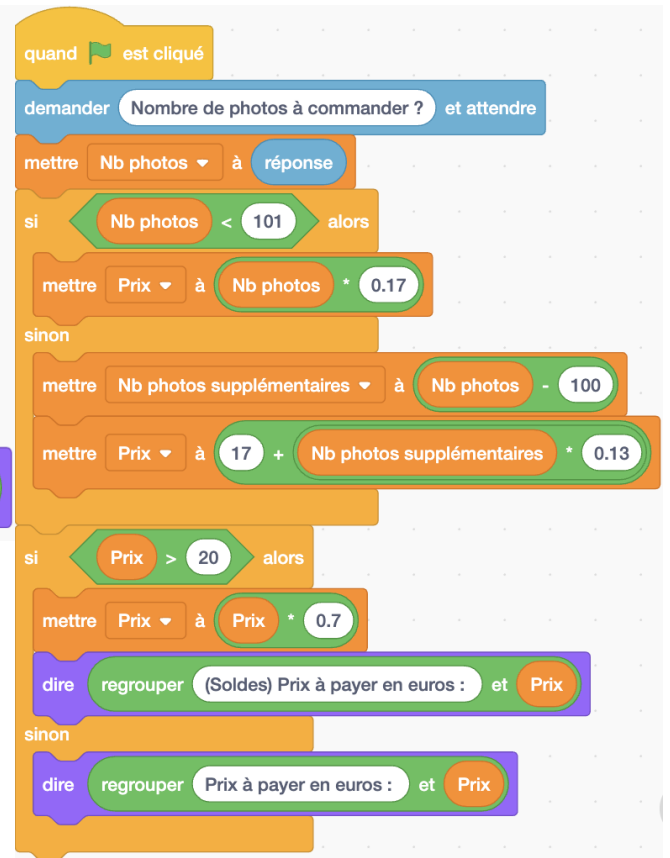 quand est cliqué
demander Nombre de photos à commander ? et attendre
mettre Nb photos à réponse
si Nb photos < 101 alors
mettre Prix à Nb photos * 0.17
sinon
mettre Nb photos supplémentaires à Nb photos - 100
mettre Prix à 17 + Nb photos supplémentaires * 0.13
si Prix > 20 alors
mettre Prix à Prix * 0.7
dire regrouper (Soldes) Prix à payer en euros : et Prix
sinon
dire regrouper Prix à payer en euros : et Prix